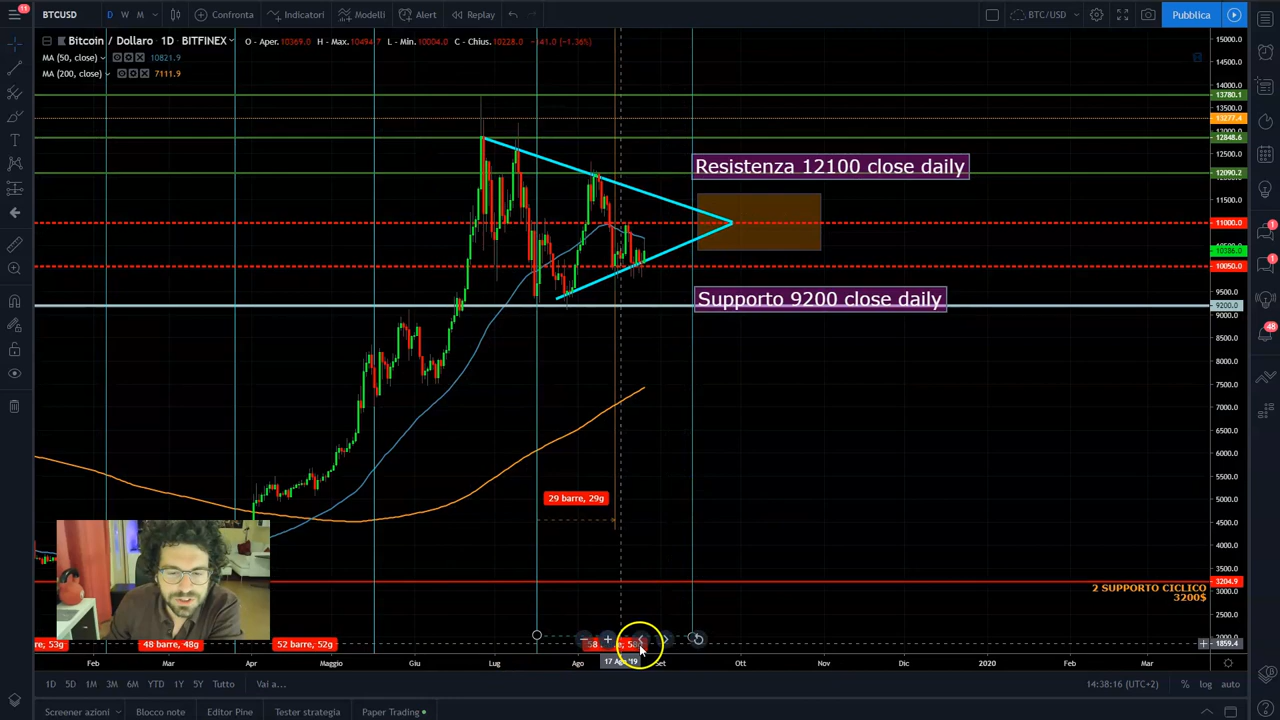 11
BTCUSD
D
W
M
Confronta
Indicatori
Modelli
Alert
Replay
BTC/USD
Pubblica
Bitcoin / Dollaro · 1D · BITFINEX
O - Aper. 10369.0 H - Max. 10494.7 L - Min. 10004.0 C - Chius. 10228.0 −141.0 (−1.36%)
MA (50, close) 10821.9
MA (200, close) 7111.9
15000.0
14500.0
14000.0
13780.1
13277.4
13000.0
12848.6
12500.0
12090.2
11500.0
11000.0
10050.0
9500.0
9200.0
9000.0
8500.0
8000.0
7500.0
7000.0
6500.0
6000.0
5500.0
5000.0
4500.0
4000.0
3500.0
3204.9
3000.0
2500.0
1859.4
Resistenza 12100 close daily
Supporto 9200 close daily
29 barre, 29g
2 SUPPORTO CICLICO
3200$
48 barre, 48g
52 barre, 52g
Feb
Mar
Apr
Maggio
Giu
Lug
Ago
17 Ago '19
Set
Ott
Nov
Dic
2020
Feb
Mar
1D
5D
1M
3M
6M
YTD
1Y
5Y
Tutto
Vai a...
14:38:16 (UTC+2)
%
log
auto
Screener azioni
Blocco note
Editor Pine
Tester strategia
Paper Trading
1
1
48